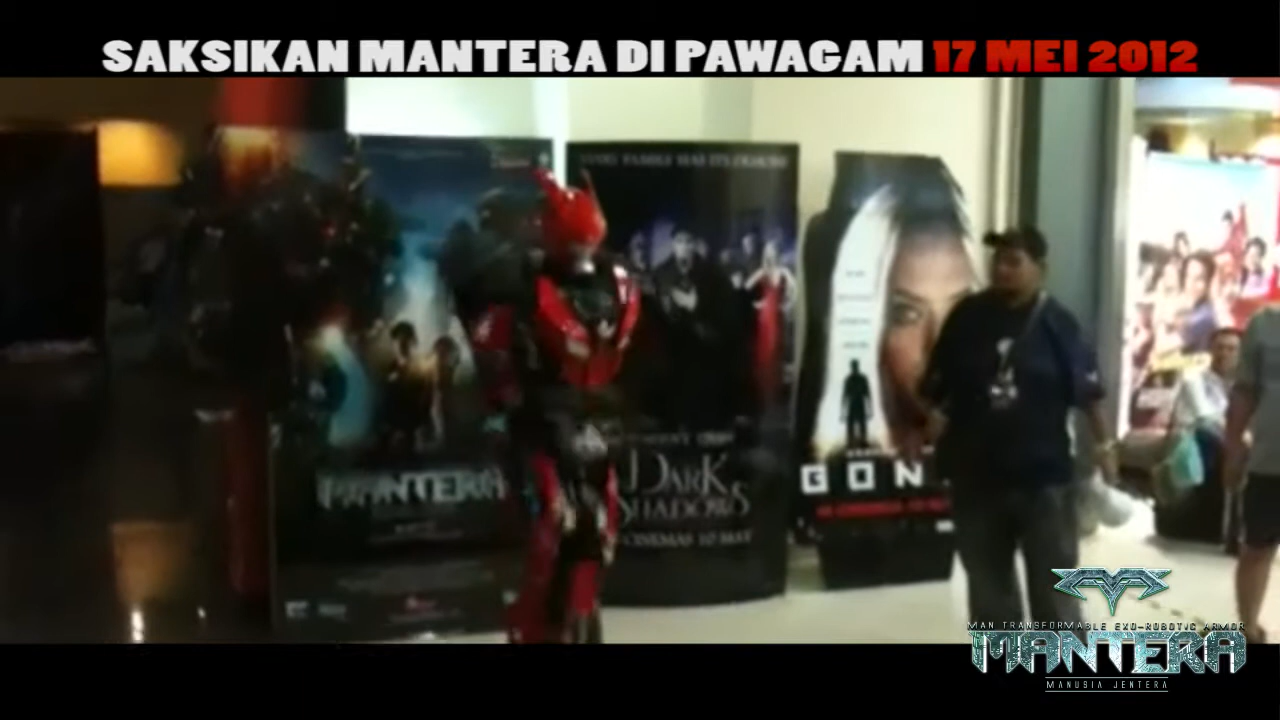 SAKSIKAN MANTERA DI PAWAGAM 17 MEI 2012
MANTERA
DARK
SHADOWS
CINEMAS 10 MAY
GON
MAN TRANSFORMABLE EXO-ROBOTIC ARMOR
MANTERA
MANUSIA JENTERA